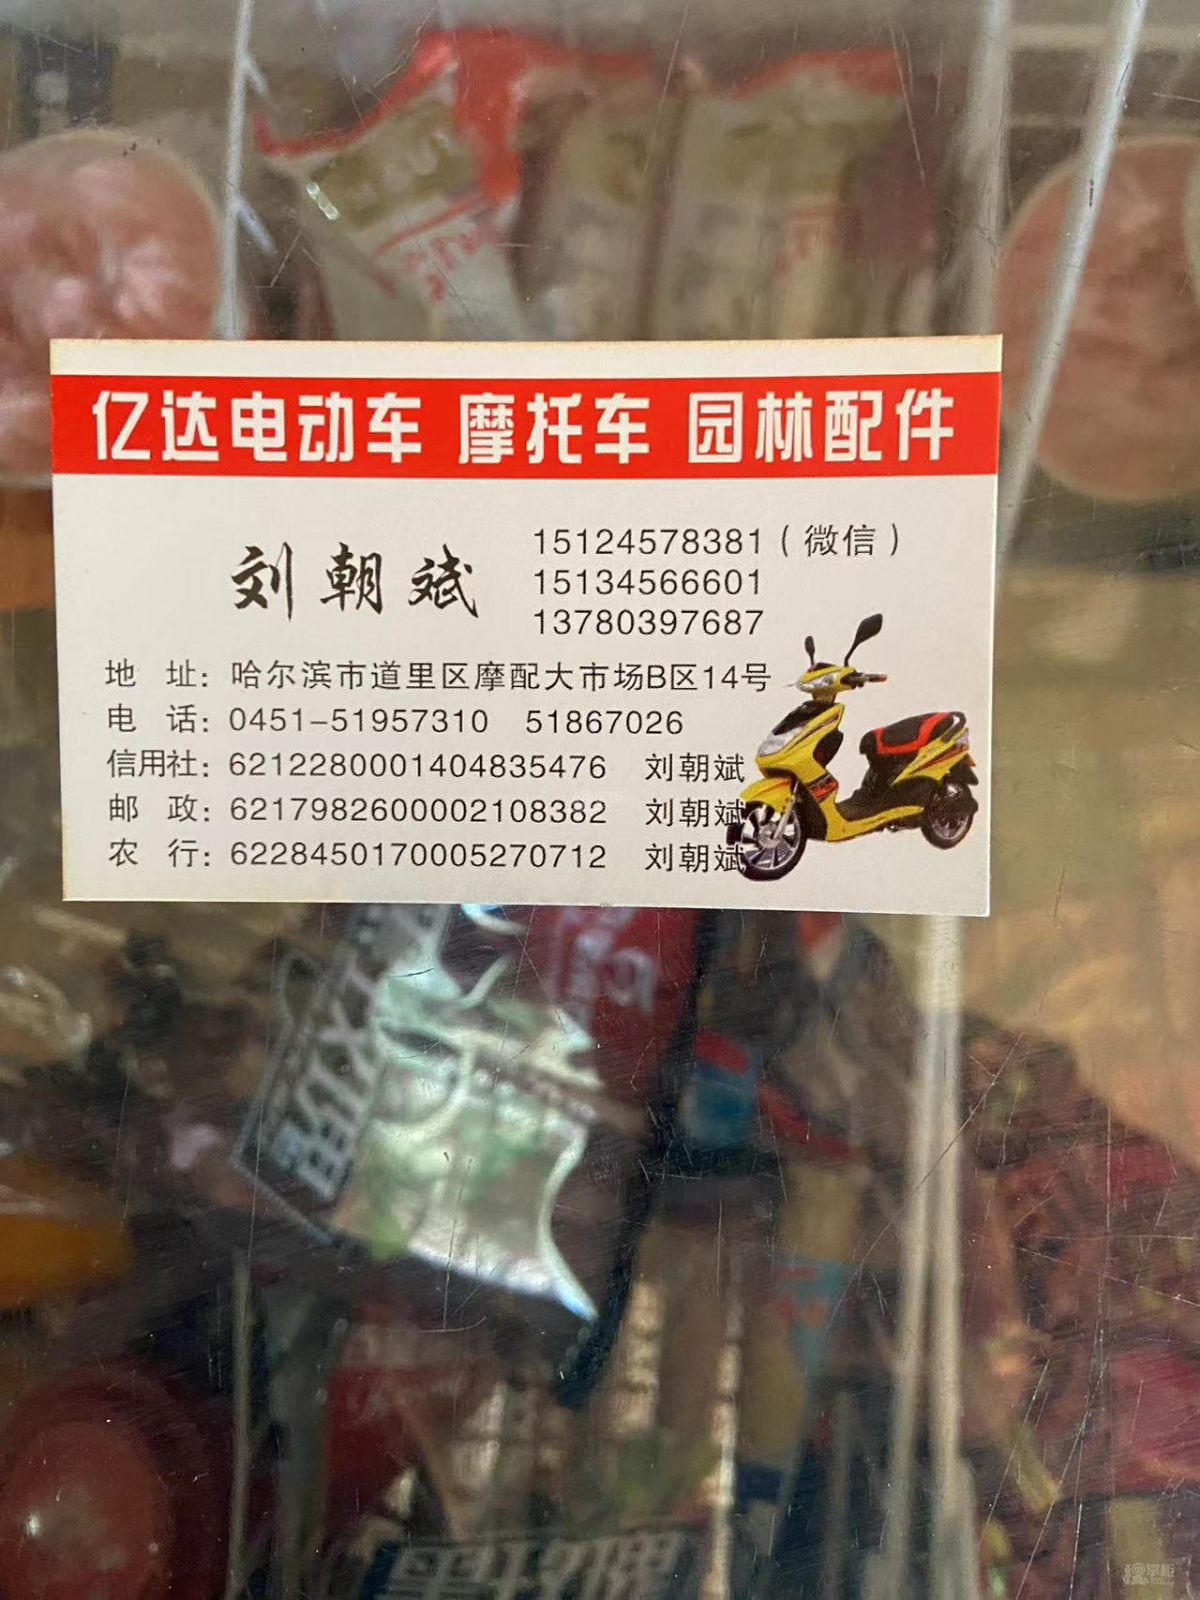 亿达电动车 摩托车 园林配件
刘朝斌
15124578381（微信）
15134566601
13780397687
地 址：哈尔滨市道里区摩配大市场B区14号
电 话：0451-51957310 51867026
信用社：6212280001404835476 刘朝斌
邮 政：6217982600002108382 刘朝斌
农 行：6228450170005270712 刘朝斌